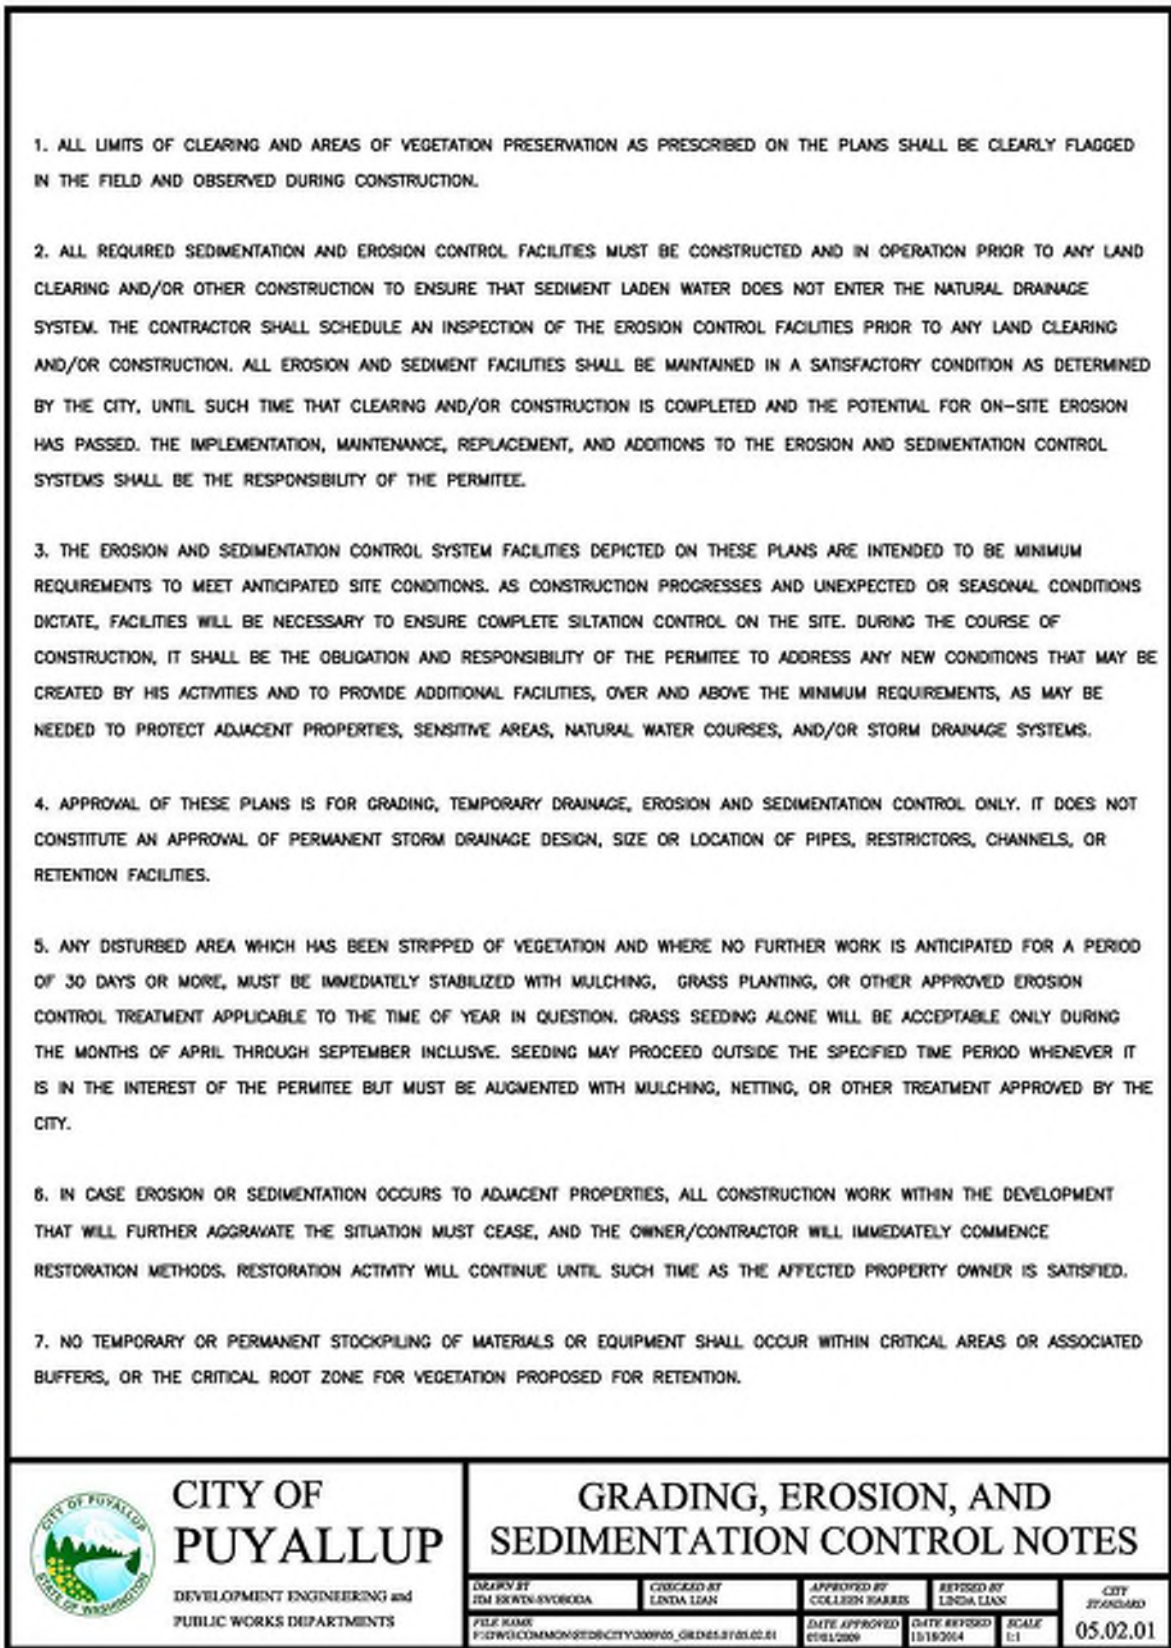 1. ALL LIMITS OF CLEARING AND AREAS OF VEGETATION PRESERVATION AS PRESCRIBED ON THE PLANS SHALL BE CLEARLY FLAGGED
IN THE FIELD AND OBSERVED DURING CONSTRUCTION.
2. ALL REQUIRED SEDIMENTATION AND EROSION CONTROL FACILITIES MUST BE CONSTRUCTED AND IN OPERATION PRIOR TO ANY LAND
CLEARING AND/OR OTHER CONSTRUCTION TO ENSURE THAT SEDIMENT LADEN WATER DOES NOT ENTER THE NATURAL DRAINAGE
SYSTEM. THE CONTRACTOR SHALL SCHEDULE AN INSPECTION OF THE EROSION CONTROL FACILITIES PRIOR TO ANY LAND CLEARING
AND/OR CONSTRUCTION. ALL EROSION AND SEDIMENT FACILITIES SHALL BE MAINTAINED IN A SATISFACTORY CONDITION AS DETERMINED
BY THE CITY, UNTIL SUCH TIME THAT CLEARING AND/OR CONSTRUCTION IS COMPLETED AND THE POTENTIAL FOR ON-SITE EROSION
HAS PASSED. THE IMPLEMENTATION, MAINTENANCE, REPLACEMENT, AND ADDITIONS TO THE EROSION AND SEDIMENTATION CONTROL
SYSTEMS SHALL BE THE RESPONSIBILITY OF THE PERMITEE.
3. THE EROSION AND SEDIMENTATION CONTROL SYSTEM FACILITIES DEPICTED ON THESE PLANS ARE INTENDED TO BE MINIMUM
REQUIREMENTS TO MEET ANTICIPATED SITE CONDITIONS. AS CONSTRUCTION PROGRESSES AND UNEXPECTED OR SEASONAL CONDITIONS
DICTATE, FACILITIES WILL BE NECESSARY TO ENSURE COMPLETE SILTATION CONTROL ON THE SITE. DURING THE COURSE OF
CONSTRUCTION, IT SHALL BE THE OBLIGATION AND RESPONSIBILITY OF THE PERMITEE TO ADDRESS ANY NEW CONDITIONS THAT MAY BE
CREATED BY HIS ACTIVITIES AND TO PROVIDE ADDITIONAL FACILITIES, OVER AND ABOVE THE MINIMUM REQUIREMENTS, AS MAY BE
NEEDED TO PROTECT ADJACENT PROPERTIES, SENSITIVE AREAS, NATURAL WATER COURSES, AND/OR STORM DRAINAGE SYSTEMS.
4. APPROVAL OF THESE PLANS IS FOR GRADING, TEMPORARY DRAINAGE, EROSION AND SEDIMENTATION CONTROL ONLY. IT DOES NOT
CONSTITUTE AN APPROVAL OF PERMANENT STORM DRAINAGE DESIGN, SIZE OR LOCATION OF PIPES, RESTRICTORS, CHANNELS, OR
RETENTION FACILITIES.
5. ANY DISTURBED AREA WHICH HAS BEEN STRIPPED OF VEGETATION AND WHERE NO FURTHER WORK IS ANTICIPATED FOR A PERIOD
OF 30 DAYS OR MORE, MUST BE IMMEDIATELY STABILIZED WITH MULCHING, GRASS PLANTING, OR OTHER APPROVED EROSION
CONTROL TREATMENT APPLICABLE TO THE TIME OF YEAR IN QUESTION. GRASS SEEDING ALONE WILL BE ACCEPTABLE ONLY DURING
THE MONTHS OF APRIL THROUGH SEPTEMBER INCLUSVE. SEEDING MAY PROCEED OUTSIDE THE SPECIFIED TIME PERIOD WHENEVER IT
IS IN THE INTEREST OF THE PERMITEE BUT MUST BE AUGMENTED WITH MULCHING, NETTING, OR OTHER TREATMENT APPROVED BY THE
CITY.
6. IN CASE EROSION OR SEDIMENTATION OCCURS TO ADJACENT PROPERTIES, ALL CONSTRUCTION WORK WITHIN THE DEVELOPMENT
THAT WILL FURTHER AGGRAVATE THE SITUATION MUST CEASE, AND THE OWNER/CONTRACTOR WILL IMMEDIATELY COMMENCE
RESTORATION METHODS. RESTORATION ACTIVITY WILL CONTINUE UNTIL SUCH TIME AS THE AFFECTED PROPERTY OWNER IS SATISFIED.
7. NO TEMPORARY OR PERMANENT STOCKPILING OF MATERIALS OR EQUIPMENT SHALL OCCUR WITHIN CRITICAL AREAS OR ASSOCIATED
BUFFERS, OR THE CRITICAL ROOT ZONE FOR VEGETATION PROPOSED FOR RETENTION.
CITY OF PUYALLUP
STATE OF WASHINGTON
CITY OF
PUYALLUP
DEVELOPMENT ENGINEERING and
PUBLIC WORKS DEPARTMENTS
GRADING, EROSION, AND
SEDIMENTATION CONTROL NOTES
DRAWN BY
JIM ERWIN-SVOBODA
CHECKED BY
LINDA LIAN
APPROVED BY
COLLEEN HARRIS
REVISED BY
LINDA LIAN
CITY
STANDARD
05.02.01
FILE NAME
DATE APPROVED
07/01/2009
DATE REVISED
11/18/2014
SCALE
1:1